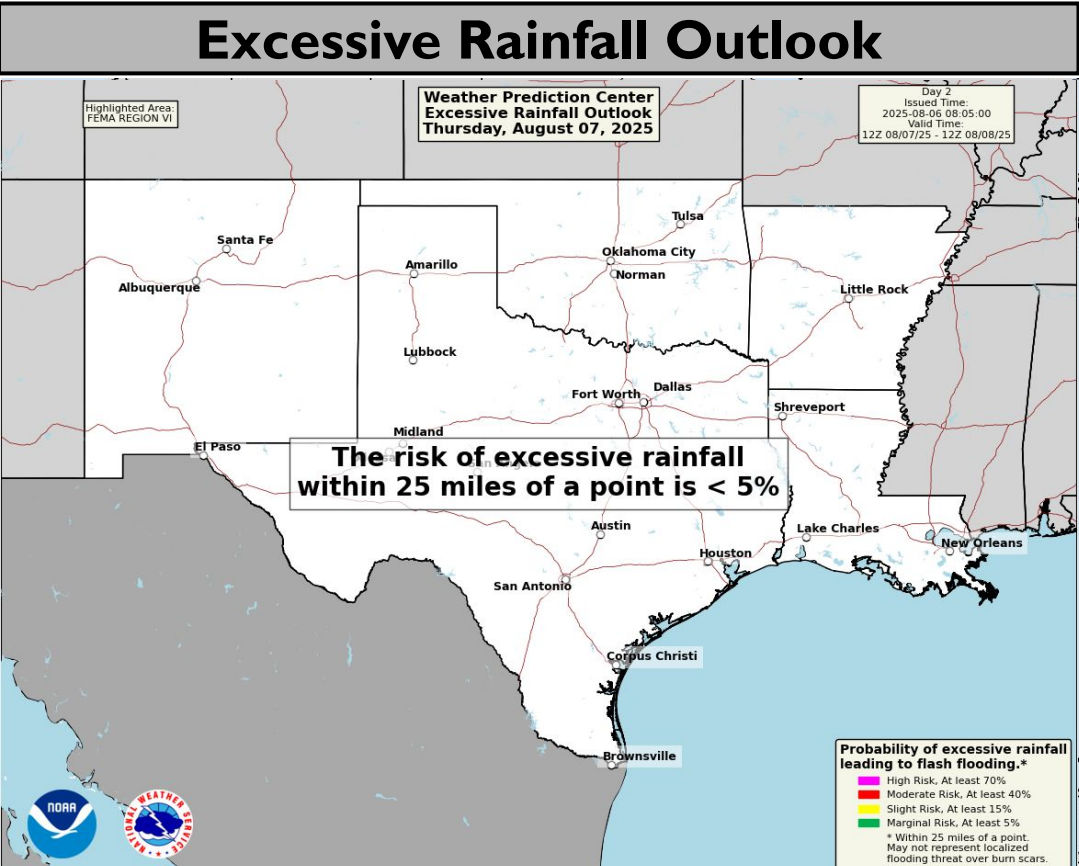 Excessive Rainfall Outlook
Highlighted Area:
FEMA REGION VI
Weather Prediction Center
Excessive Rainfall Outlook
Thursday, August 07, 2025
Day 2
Issued Time:
2025-08-06 08:05:00
Valid Time:
12Z 08/07/25 - 12Z 08/08/25
Tulsa
Santa Fe
Oklahoma City
Amarillo
Norman
Albuquerque
Little Rock
Lubbock
Fort Worth
Dallas
Shreveport
Midland
El Paso
The risk of excessive rainfall
within 25 miles of a point is < 5%
Austin
Lake Charles
New Orleans
Houston
San Antonio
Corpus Christi
Brownsville
Probability of excessive rainfall
leading to flash flooding.*
High Risk, At least 70%
Moderate Risk, At least 40%
Slight Risk, At least 15%
Marginal Risk, At least 5%
* Within 25 miles of a point.
May not represent localized
flooding threat over burn scars.
NOAA
NATIONAL WEATHER SERVICE